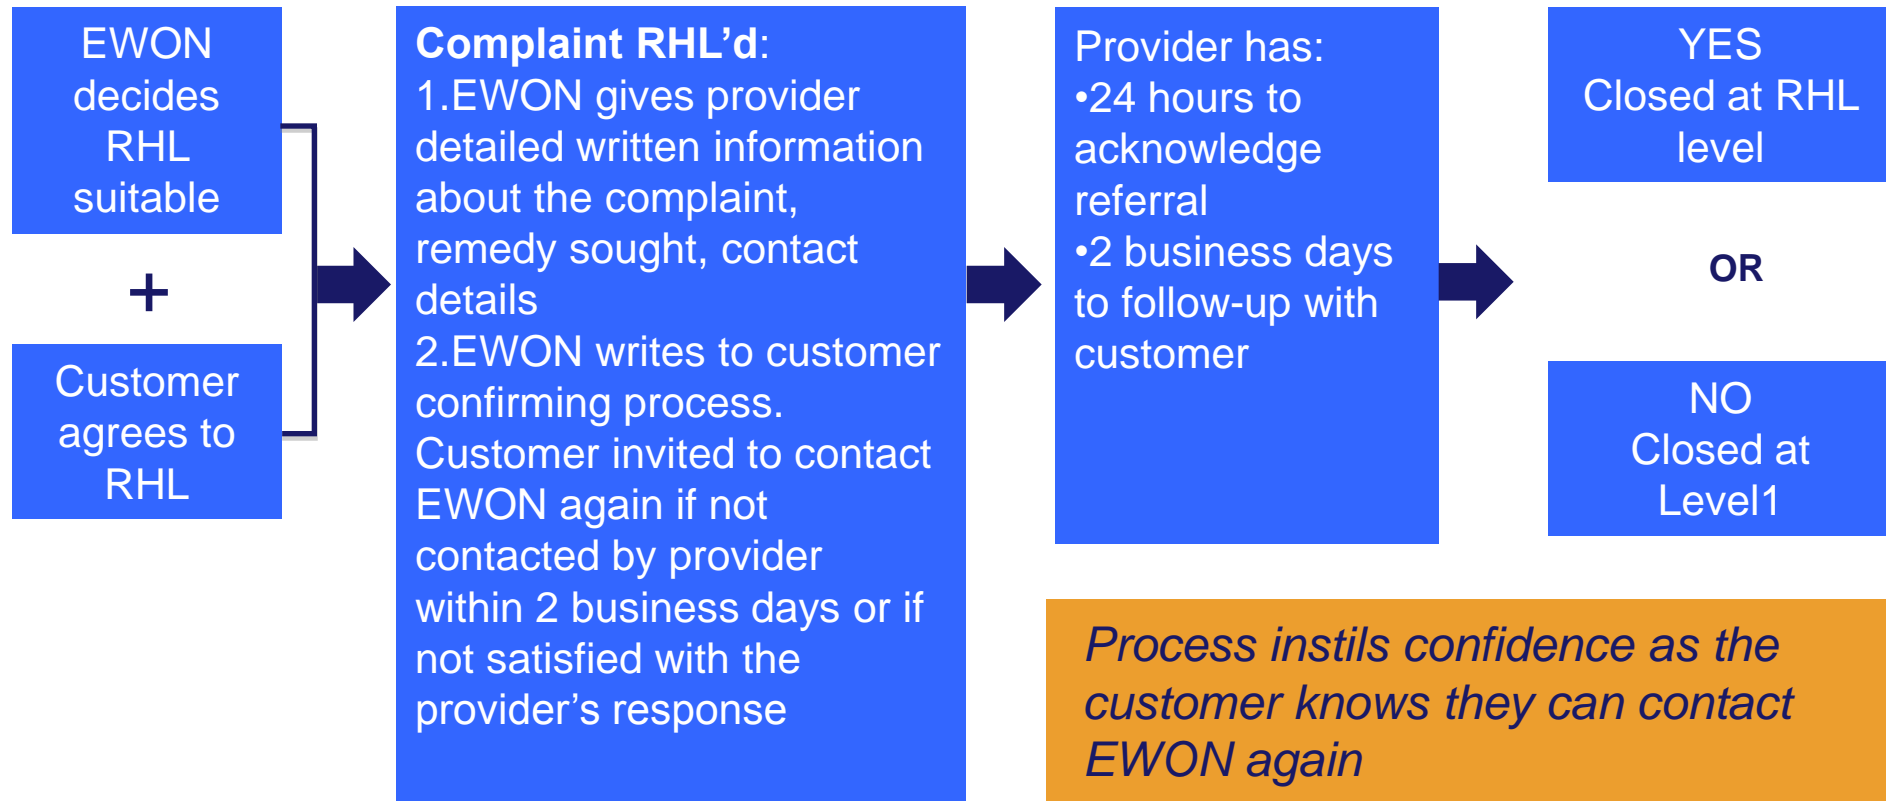 EWON
decides
RHL
suitable
+
Customer
agrees to
RHL
Complaint RHL’d:
1.EWON gives provider
detailed written information
about the complaint,
remedy sought, contact
details
2.EWON writes to customer
confirming process.
Customer invited to contact
EWON again if not
contacted by provider
within 2 business days or if
not satisfied with the
provider’s response
Provider has:
•24 hours to
acknowledge
referral
•2 business days
to follow-up with
customer
YES
Closed at RHL
level
OR
NO
Closed at
Level1
Process instils confidence as the
customer knows they can contact
EWON again